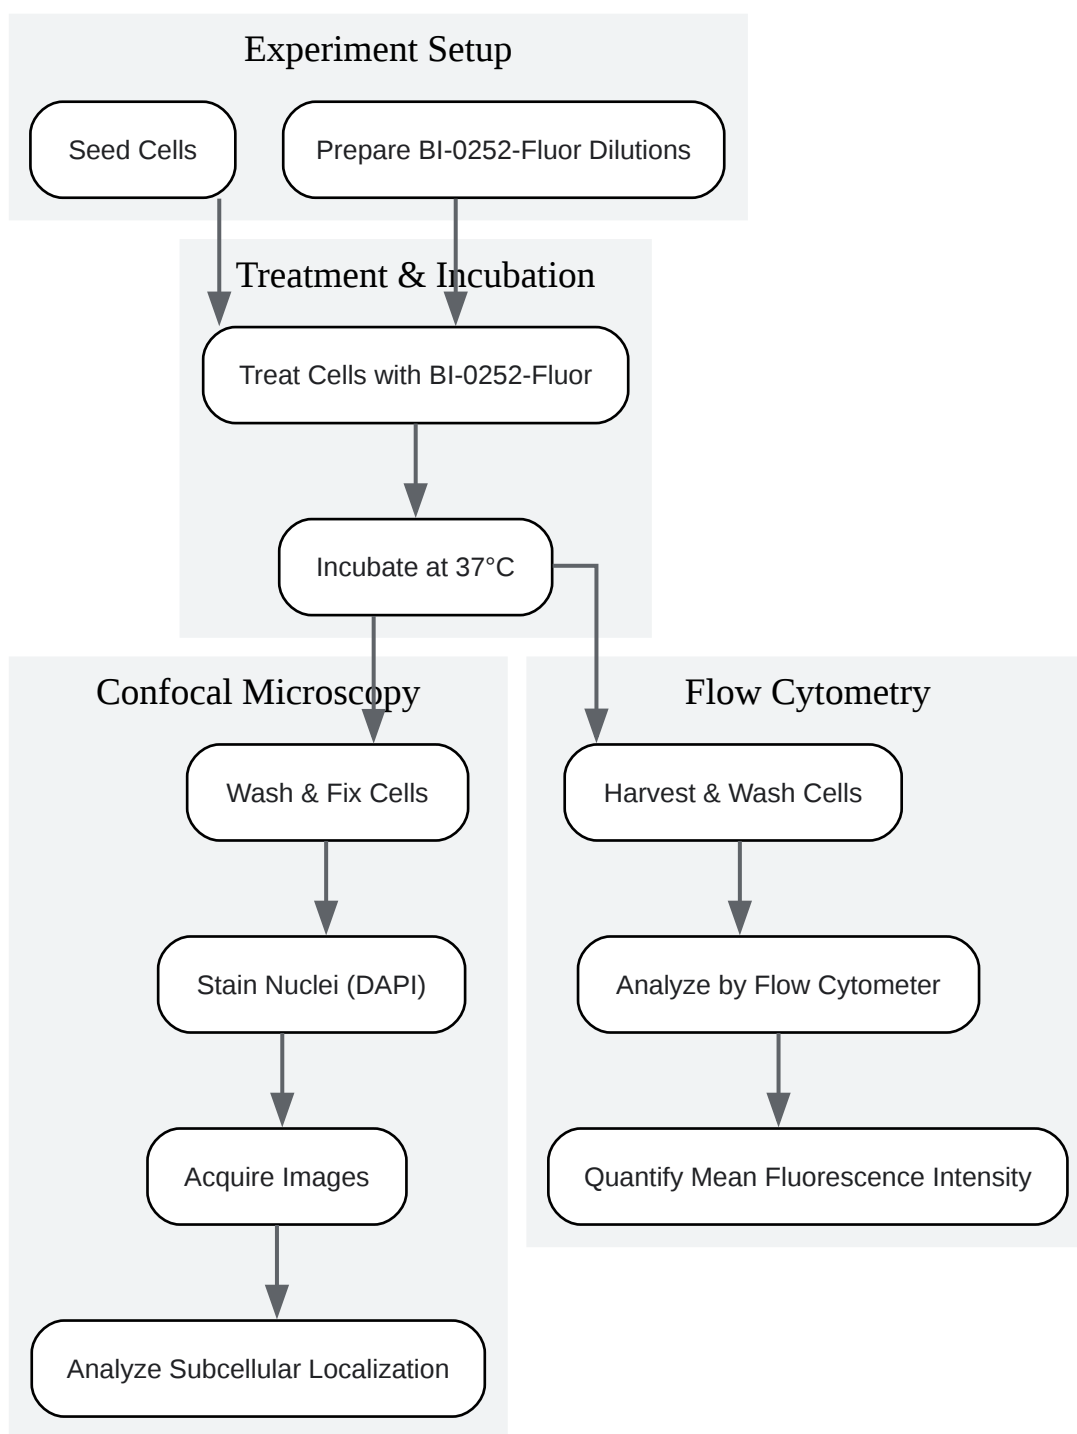 Experiment Setup
Seed Cells
Prepare BI-0252-Fluor Dilutions
Treatment & Incubation
Treat Cells with BI-0252-Fluor
Incubate at 37°C
Confocal Microscopy
Wash & Fix Cells
Stain Nuclei (DAPI)
Acquire Images
Analyze Subcellular Localization
Flow Cytometry
Harvest & Wash Cells
Analyze by Flow Cytometer
Quantify Mean Fluorescence Intensity